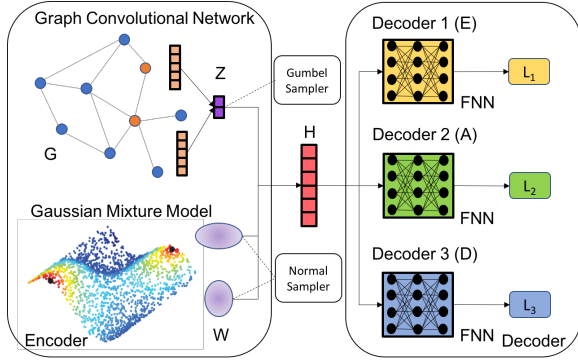 Graph Convolutional Network
Z
G
Gumbel
Sampler
H
Gaussian Mixture Model
Normal
Sampler
W
Encoder
Decoder 1 (E)
FNN
L1
Decoder 2 (A)
FNN
L2
Decoder 3 (D)
FNN
L3
Decoder